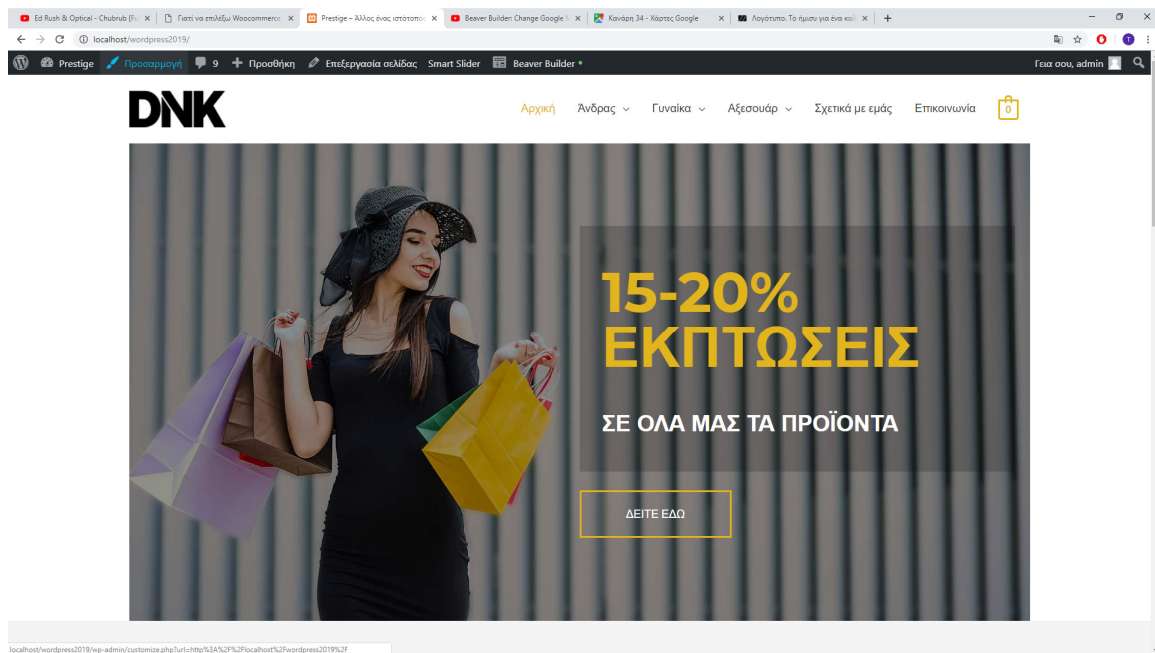 Ed Rush & Optical - Chubrub [Fu
Γιατί να επιλέξω Woocommerce
Prestige – Άλλος ένας ιστότοπος
Beaver Builder: Change Google M
Κανάρη 34 - Χάρτες Google
Λογότυπο. Το ήμισυ για ένα καλ
localhost/wordpress2019/
Prestige Προσαρμογή 9 Προσθήκη Επεξεργασία σελίδας Smart Slider Beaver Builder
Γεια σου, admin
DNK
Αρχική Άνδρας Γυναίκα Αξεσουάρ Σχετικά με εμάς Επικοινωνία 0
15-20%
ΕΚΠΤΩΣΕΙΣ
ΣΕ ΟΛΑ ΜΑΣ ΤΑ ΠΡΟΪΟΝΤΑ
ΔΕΙΤΕ ΕΔΩ
localhost/wordpress2019/wp-admin/customize.php?url=http%3A%2F%2Flocalhost%2Fwordpress2019%2F